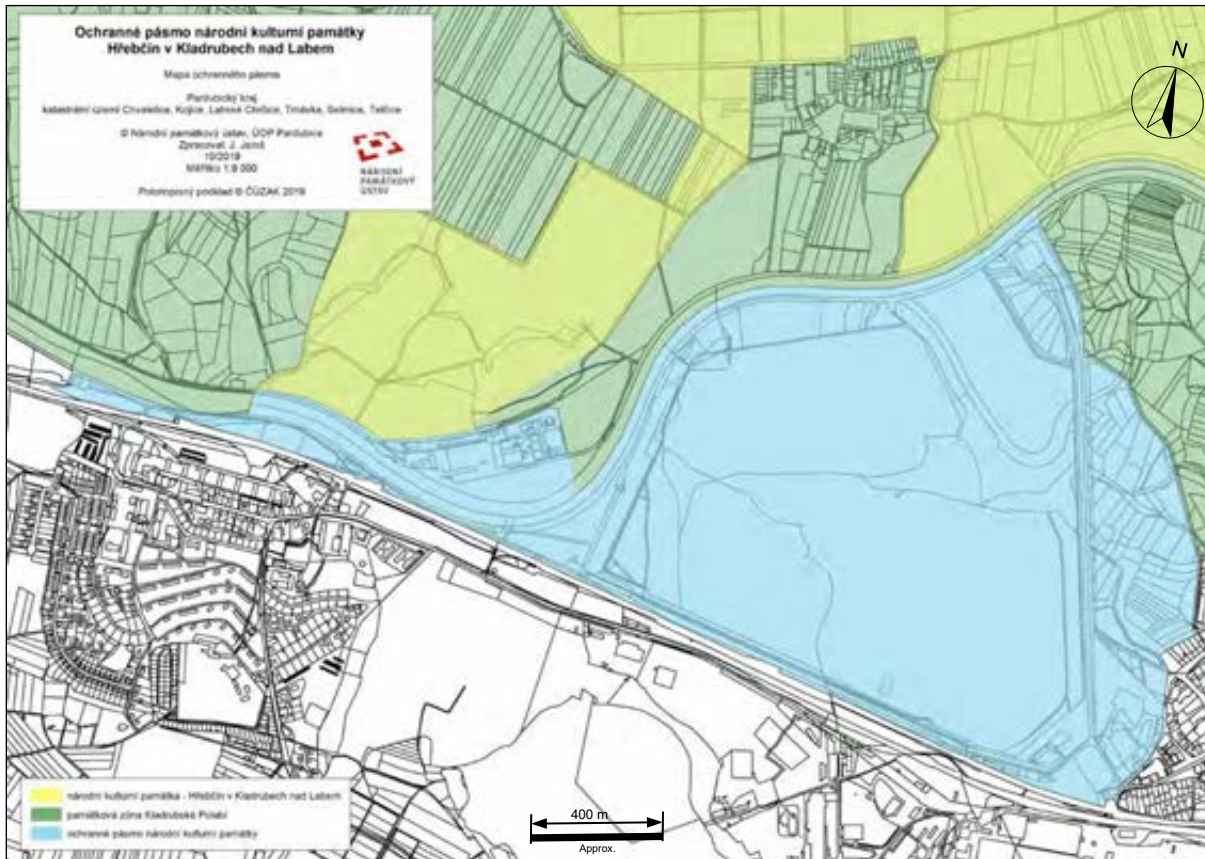 Ochranné pásmo národní kulturní památky
Hřebčín v Kladrubech nad Labem
Mapa ochranného pásma
Pardubický kraj
katastrální území Chvaletice, Kojice, Labské Chrčice, Trnávka, Selmice, Telčice
© Národní památkový ústav, ÚOP Pardubice
Zpracoval: J. 
10/2019
Měřítko 1:8 000
Polohopisný podklad © ČÚZAK 2019
NÁRODNÍ
PAMÁTKOVÝ
ÚSTAV
N
národní kulturní památka - Hřebčín v Kladrubech nad Labem
památková zóna Kladrubské Polabí
ochranné pásmo národní kulturní památky
400 m
Approx.